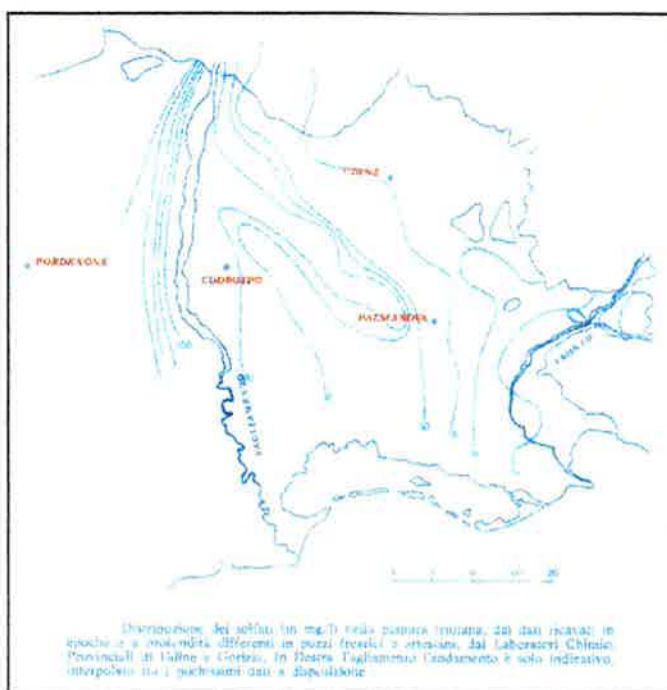 UDINE
PORDENONE
CODROIPO
PALMANOVA
TAGLIAMENTO
ISONZO
Distribuzione dei solfati (in mg/l) nella pianura friulana, dai dati ricavati in
epoche e a profondità differenti in pozzi freatici e artesiani, dai Laboratori Chimici
Provinciali di Udine e Gorizia. In Destra Tagliamento l'andamento è solo indicativo,
interpolato tra i pochissimi dati a disposizione